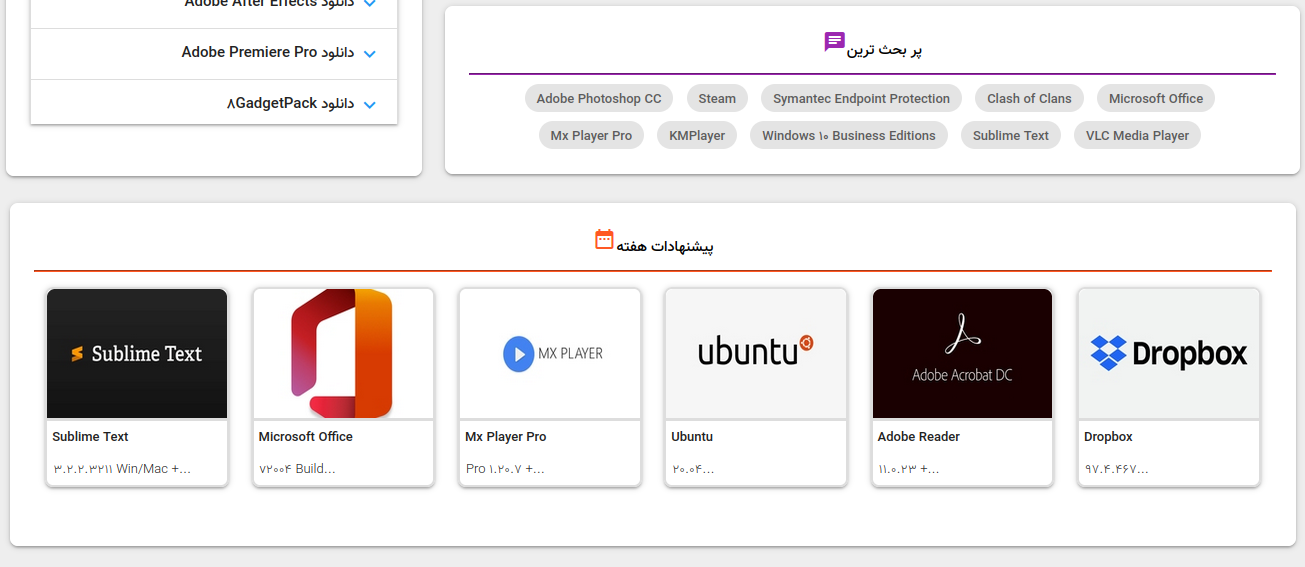 دانلود Adobe After Effects
دانلود Adobe Premiere Pro
دانلود ۸GadgetPack
پر بحث ترین
Adobe Photoshop CC
Steam
Symantec Endpoint Protection
Clash of Clans
Microsoft Office
Mx Player Pro
KMPlayer
Windows ۱۰ Business Editions
Sublime Text
VLC Media Player
پیشنهادات هفته
Sublime Text
Sublime Text
۳.۲.۲.۳۲۱۱ Win/Mac +...
Microsoft Office
۷۲۰۰۴ Build...
MX PLAYER
Mx Player Pro
Pro ۱.۲۰.۷ +...
ubuntu
Ubuntu
۲۰.۰۴...
Adobe Acrobat DC
Adobe Reader
۱۱.۰.۲۳ +...
Dropbox
Dropbox
۹۷.۴.۴۶۷...